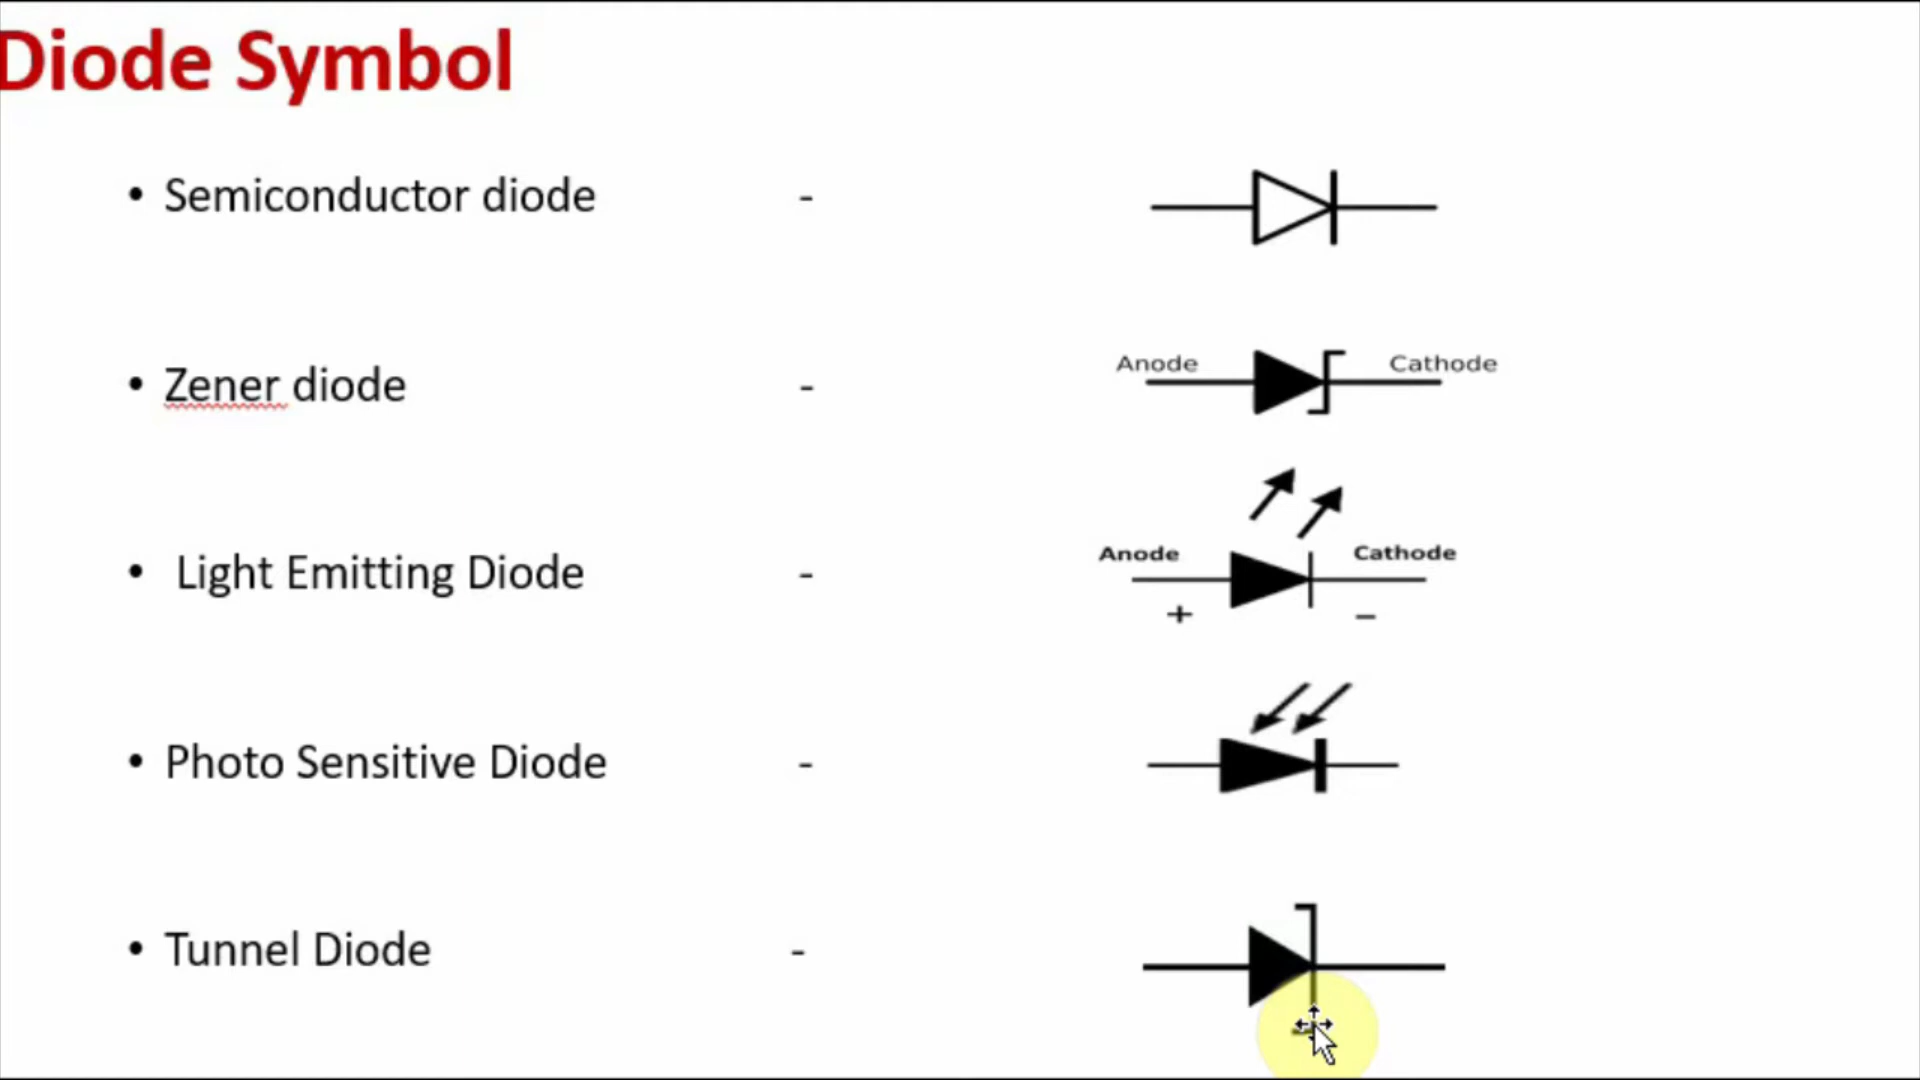 Diode Symbol
• Semiconductor diode -
• Zener diode -
Anode Cathode
• Light Emitting Diode -
Anode Cathode
+ −
• Photo Sensitive Diode -
• Tunnel Diode -